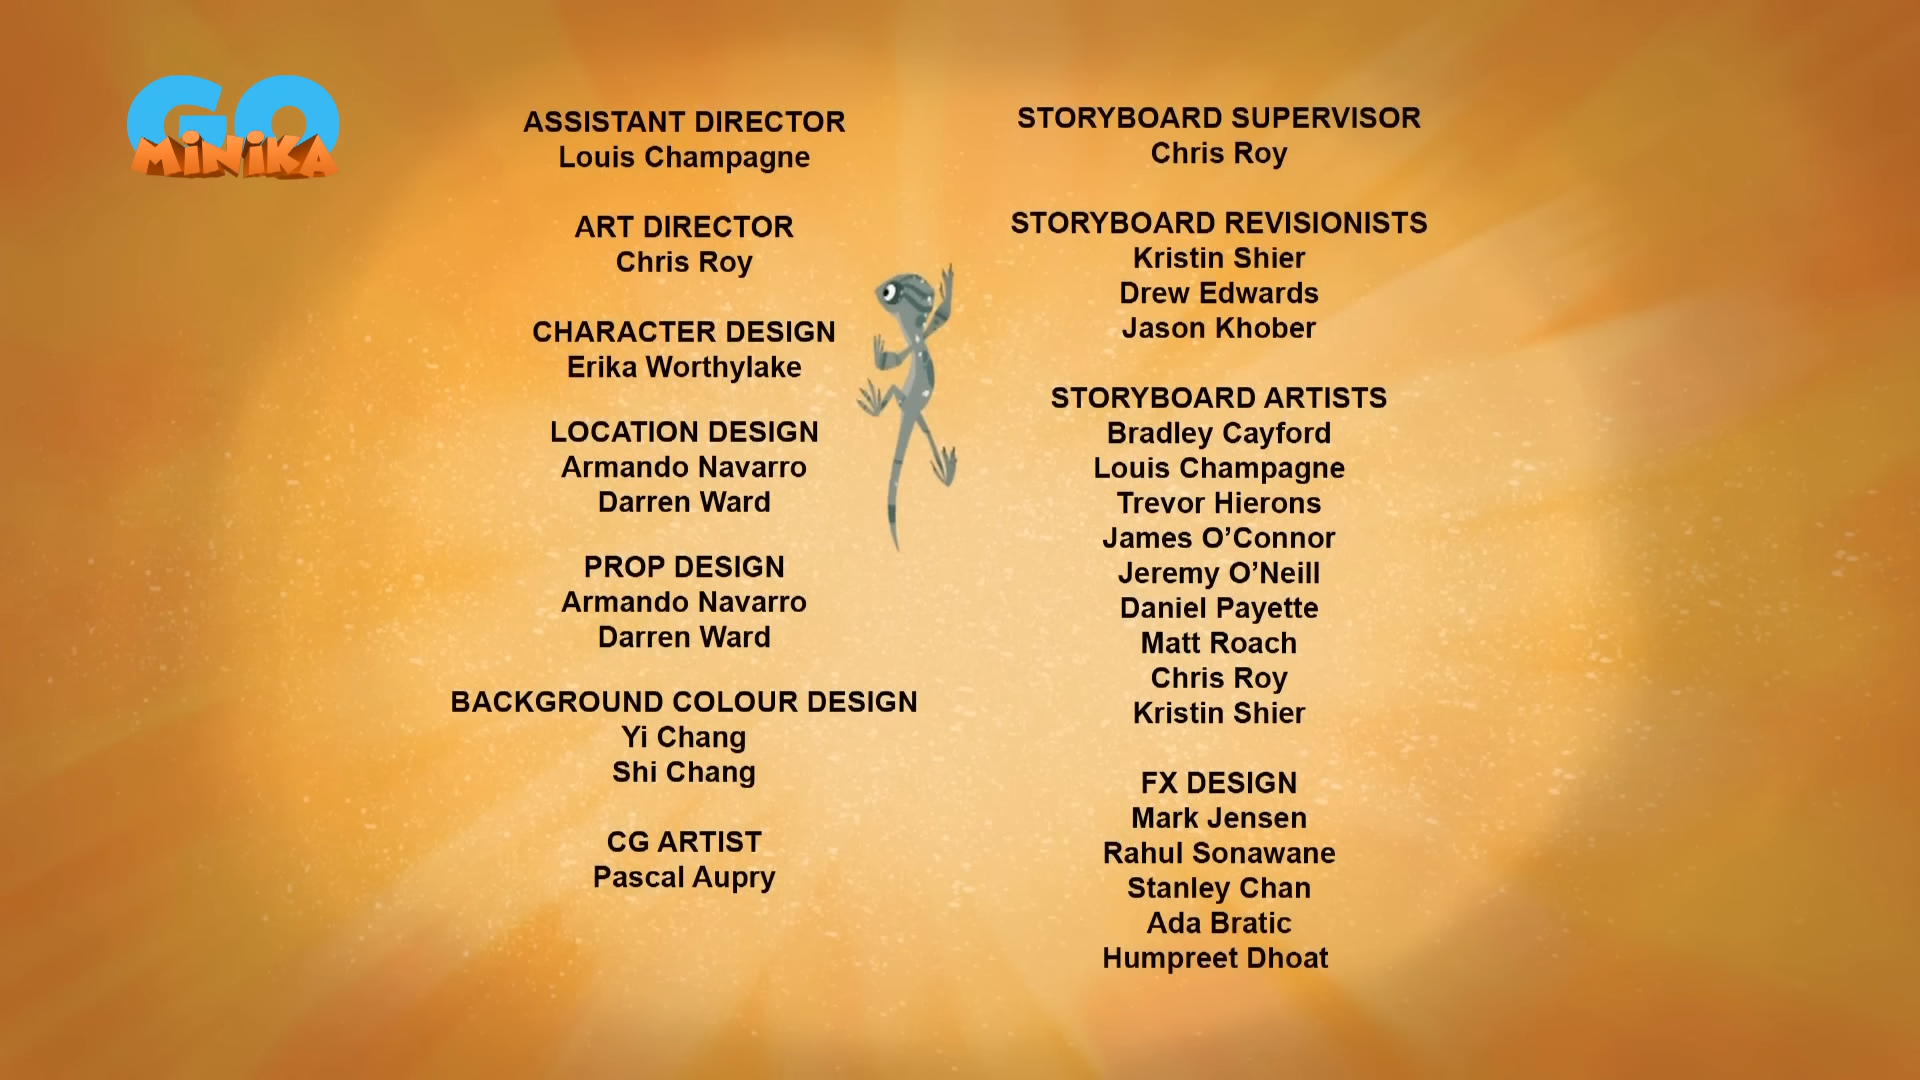 GO
MİNİKA
ASSISTANT DIRECTOR
Louis Champagne
ART DIRECTOR
Chris Roy
CHARACTER DESIGN
Erika Worthylake
LOCATION DESIGN
Armando Navarro
Darren Ward
PROP DESIGN
Armando Navarro
Darren Ward
BACKGROUND COLOUR DESIGN
Yi Chang
Shi Chang
CG ARTIST
Pascal Aupry
STORYBOARD SUPERVISOR
Chris Roy
STORYBOARD REVISIONISTS
Kristin Shier
Drew Edwards
Jason Khober
STORYBOARD ARTISTS
Bradley Cayford
Louis Champagne
Trevor Hierons
James O’Connor
Jeremy O’Neill
Daniel Payette
Matt Roach
Chris Roy
Kristin Shier
FX DESIGN
Mark Jensen
Rahul Sonawane
Stanley Chan
Ada Bratic
Humpreet Dhoat